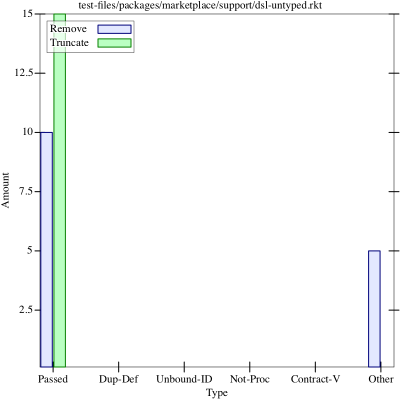 test-files/packages/marketplace/support/dsl-untyped.rkt
15
Remove
Truncate
12.5
10
7.5
5
2.5
Amount
Passed Dup-Def Unbound-ID Not-Proc Contract-V Other
Type